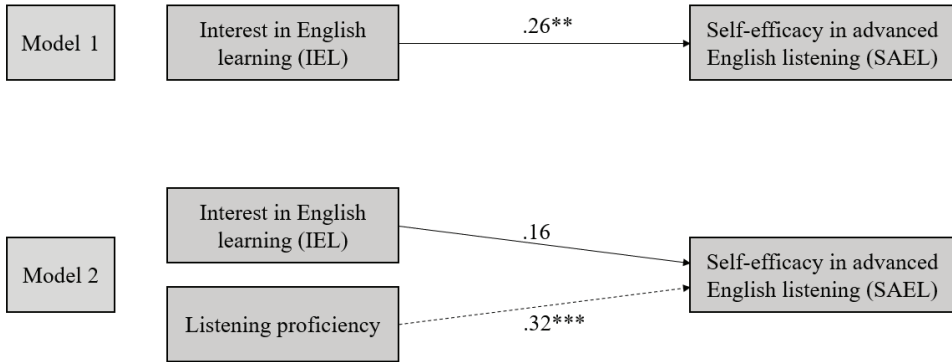 Model 1
Interest in English
learning (IEL)
.26**
Self-efficacy in advanced
English listening (SAEL)
Model 2
Interest in English
learning (IEL)
.16
Listening proficiency
.32***
Self-efficacy in advanced
English listening (SAEL)